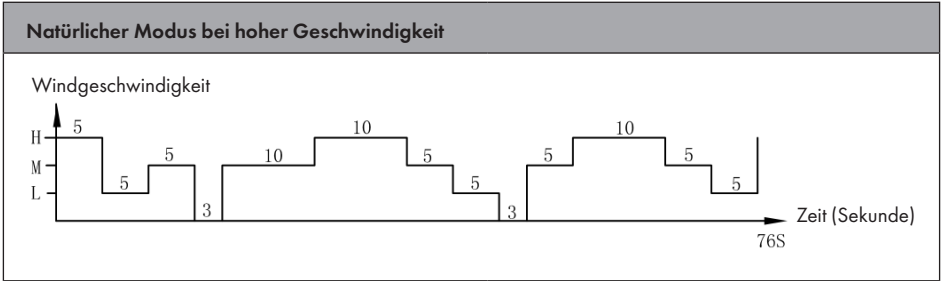 Natürlicher Modus bei hoher Geschwindigkeit
Windgeschwindigkeit
H 5 10 10
M 5 10 5 5 5
L 5 5 5
3 3
Zeit (Sekunde)
76S